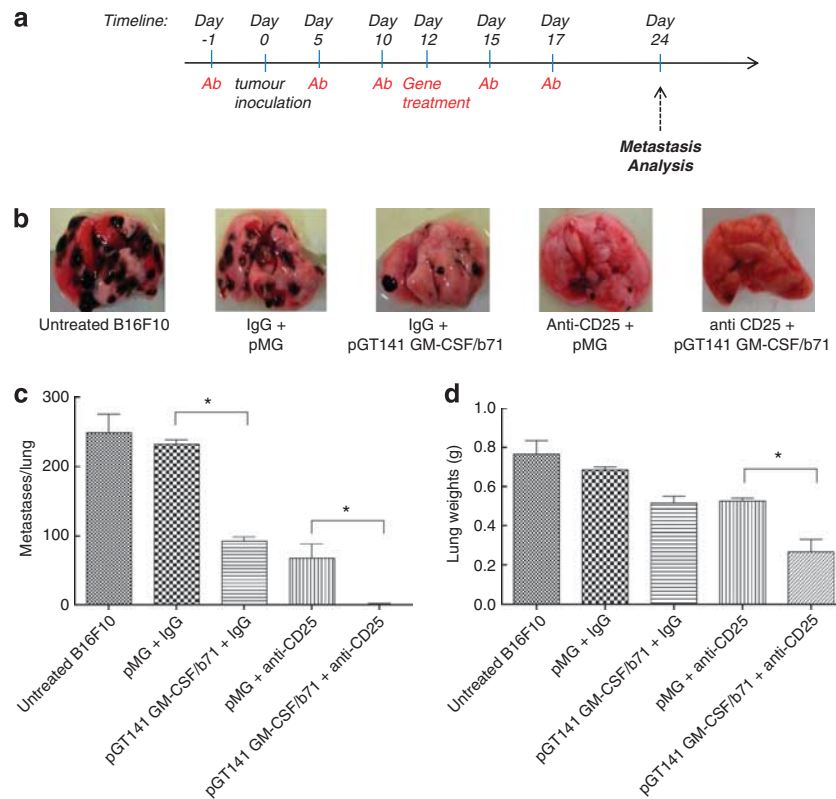 a
Timeline: Day Day Day Day Day Day Day Day
-1 0 5 10 12 15 17 24
Ab tumour Ab Ab Gene Ab Ab
inoculation treatment
Metastasis
Analysis
b
Untreated B16F10
IgG +
pMG
IgG +
pGT141 GM-CSF/b71
Anti-CD25 +
pMG
anti CD25 +
pGT141 GM-CSF/b71
c
Metastases/lung
300
200
100
0
*
*
Untreated B16F10
pMG + IgG
pGT141 GM-CSF/b71 + IgG
pMG + anti-CD25
pGT141 GM-CSF/b71 + anti-CD25
d
Lung weights (g)
1.0
0.8
0.6
0.4
0.2
0.0
*
Untreated B16F10
pMG + IgG
pGT141 GM-CSF/b71 + IgG
pMG + anti-CD25
pGT141 GM-CSF/b71 + anti-CD25